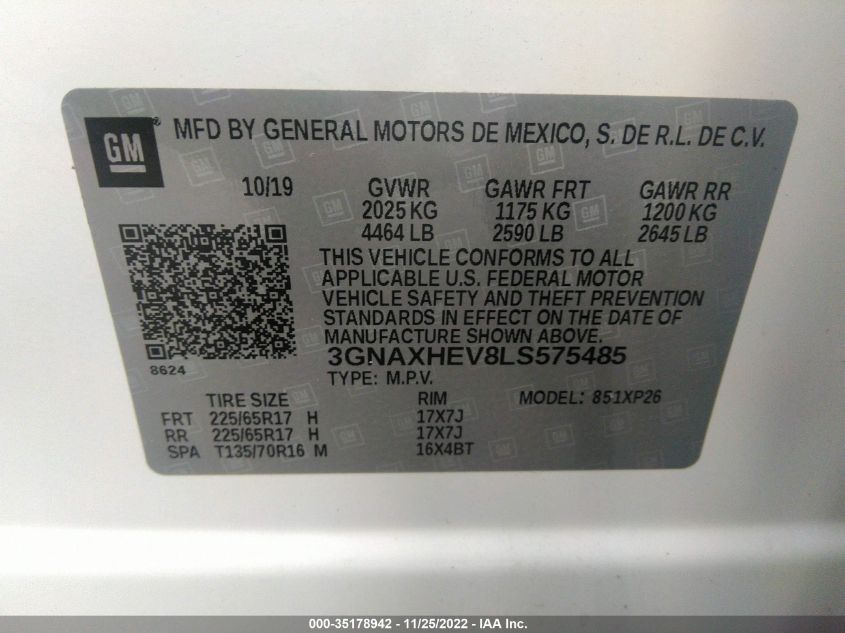 GM ® MFD BY GENERAL MOTORS DE MEXICO, S. DE R.L. DE C.V.
10/19 GVWR GAWR FRT GAWR RR
2025 KG 1175 KG 1200 KG
4464 LB 2590 LB 2645 LB
THIS VEHICLE CONFORMS TO ALL
APPLICABLE U.S. FEDERAL MOTOR
VEHICLE SAFETY AND THEFT PREVENTION
STANDARDS IN EFFECT ON THE DATE OF
MANUFACTURE SHOWN ABOVE.
8624 3GNAXHEV8LS575485
TYPE: M.P.V.
TIRE SIZE RIM MODEL: 851XP26
FRT 225/65R17 H 17X7J
RR 225/65R17 H 17X7J
SPA T135/70R16 M 16X4BT
000-35178942 - 11/25/2022 - IAA Inc.